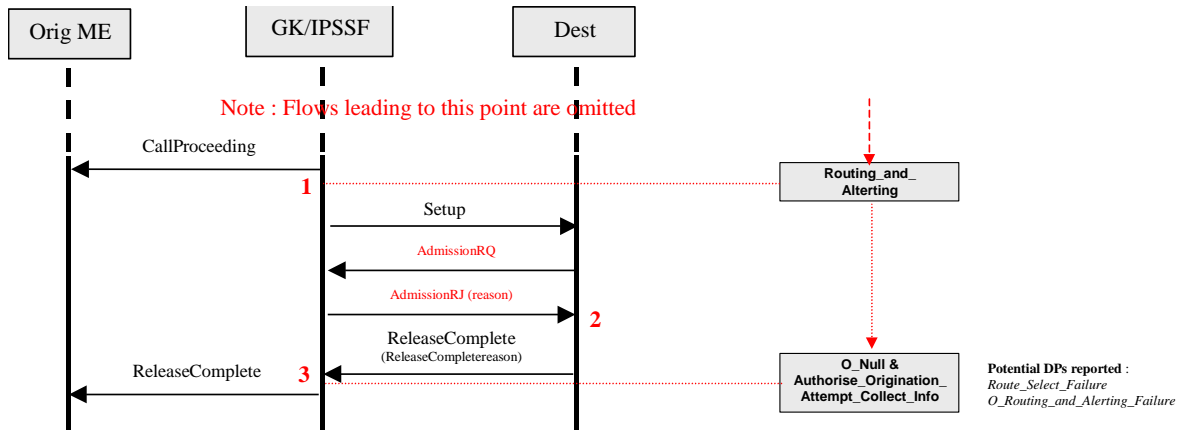 Orig ME
GK/IPSSF
Dest
Note : Flows leading to this point are omitted
CallProceeding
1
Routing_and_
Alterting
Setup
AdmissionRQ
AdmissionRJ (reason)
2
ReleaseComplete
(ReleaseCompletereason)
ReleaseComplete
3
O_Null &
Authorise_Origination_
Attempt_Collect_Info
Potential DPs reported :
Route_Select_Failure
O_Routing_and_Alerting_Failure